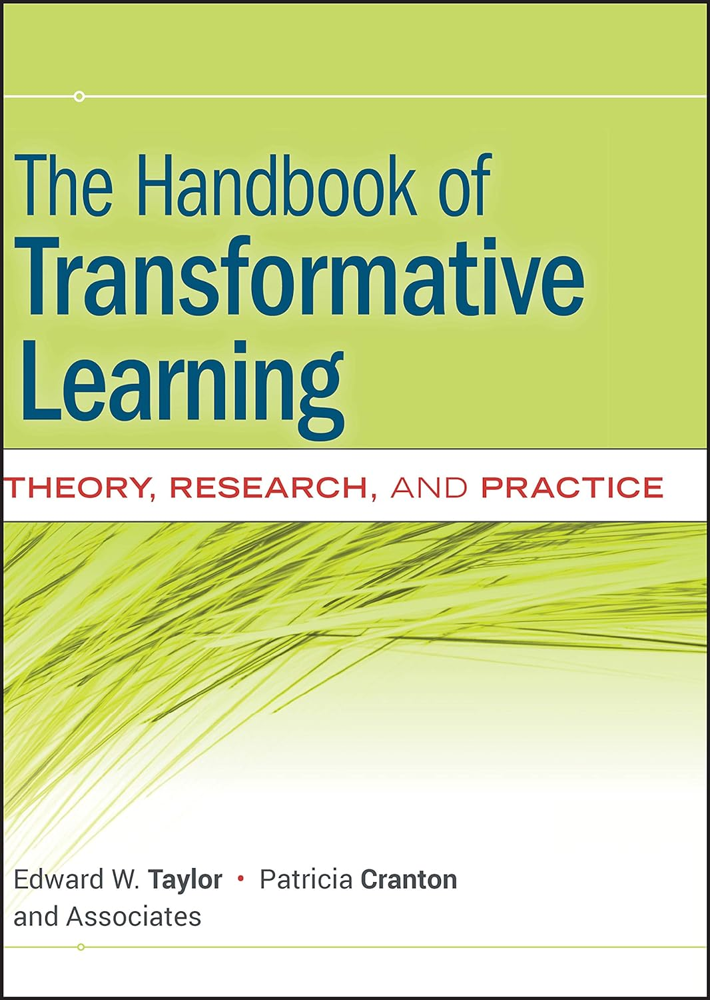 The Handbook of
Transformative
Learning
THEORY, RESEARCH, AND PRACTICE
Edward W. Taylor • Patricia Cranton
and Associates